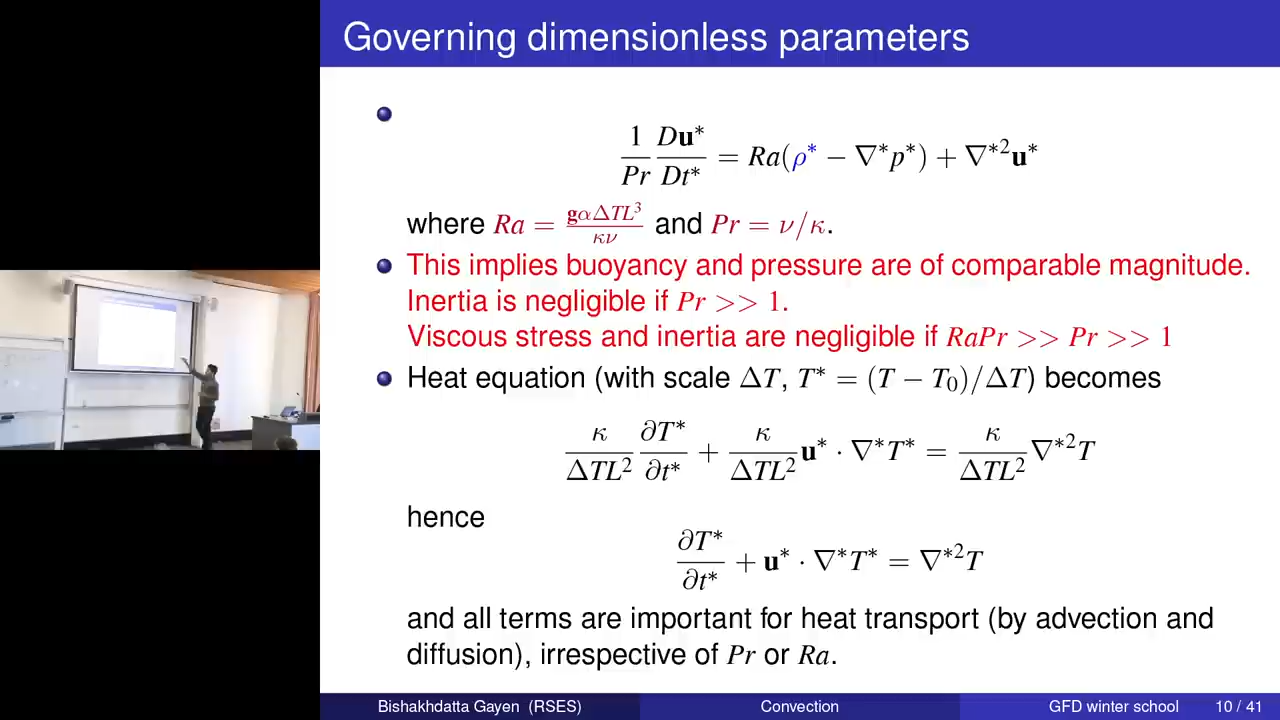 Governing dimensionless parameters
1/Pr Du*/Dt* = Ra(ρ* − ∇*p*) + ∇*²u*
where Ra = gαΔTL³/κν and Pr = ν/κ.
This implies buoyancy and pressure are of comparable magnitude.
Inertia is negligible if Pr >> 1.
Viscous stress and inertia are negligible if RaPr >> Pr >> 1
Heat equation (with scale ΔT, T* = (T − T₀)/ΔT) becomes
κ/ΔTL² ∂T*/∂t* + κ/ΔTL² u* · ∇*T* = κ/ΔTL² ∇*²T
hence
∂T*/∂t* + u* · ∇*T* = ∇*²T
and all terms are important for heat transport (by advection and
diffusion), irrespective of Pr or Ra.
Bishakhdatta Gayen (RSES) Convection GFD winter school 10 / 41